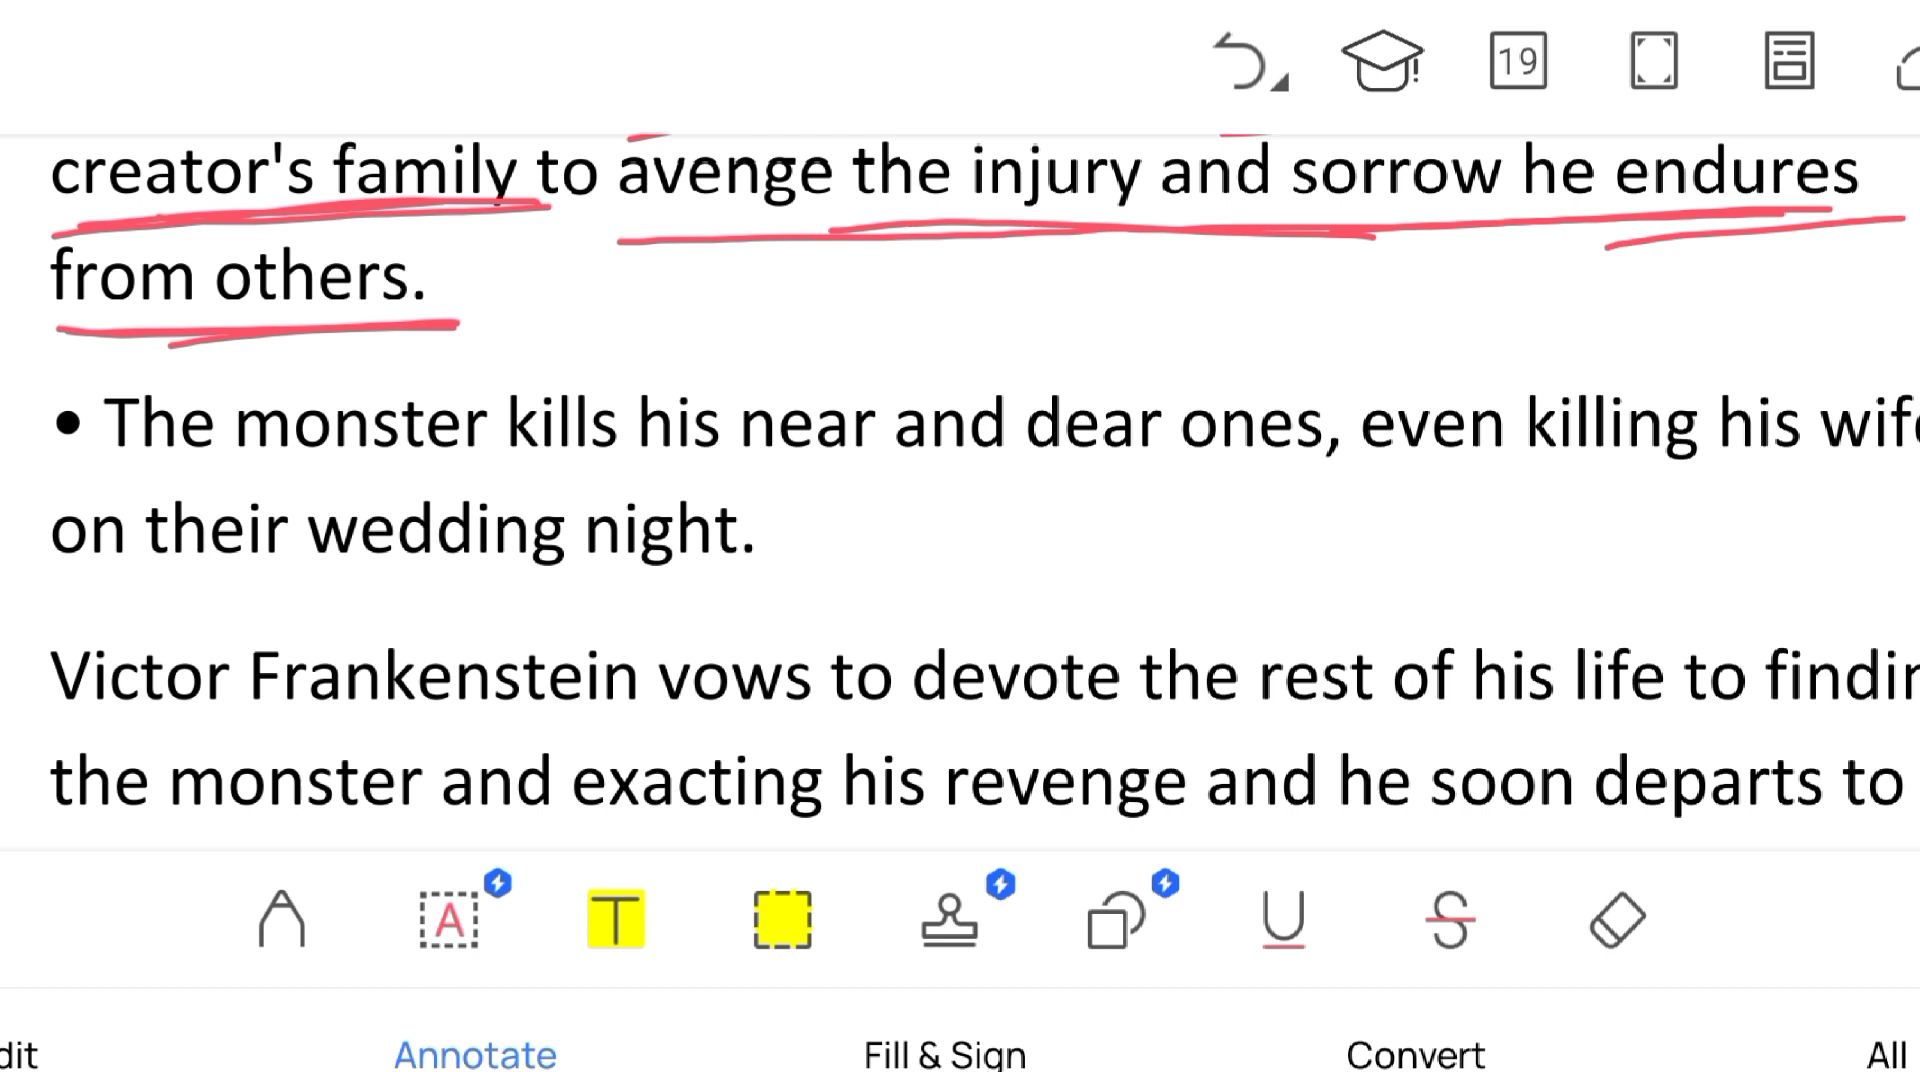 19
creator's family to avenge the injury and sorrow he endures
from others.
• The monster kills his near and dear ones, even killing his wife
on their wedding night.
Victor Frankenstein vows to devote the rest of his life to findin
the monster and exacting his revenge and he soon departs to
A T U S
dit Annotate Fill & Sign Convert All